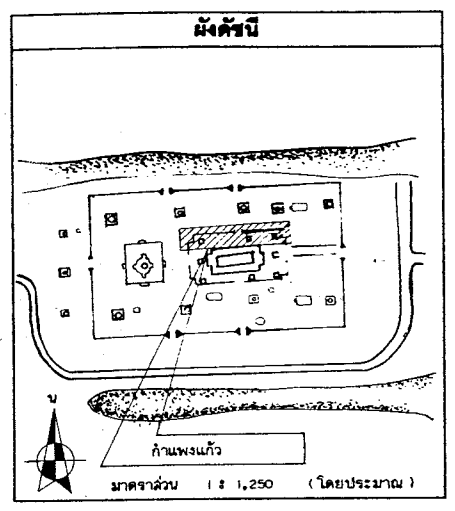 ผังดัชนี
น
กำแพงแก้ว
มาตราส่วน 1 : 1,250 (โดยประมาณ)